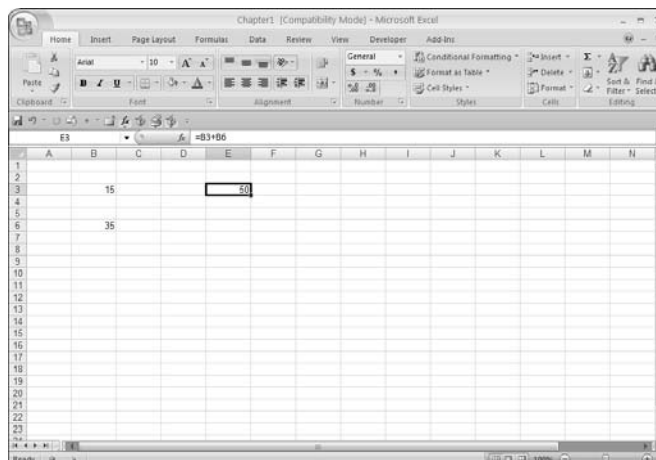 Chapter1 [Compatibility Mode] - Microsoft Excel
Home Insert Page Layout Formulas Data Review View Developer Add-Ins
Arial 10 A A General Conditional Formatting Insert Σ
Paste B I U A $ % , Format as Table Delete Sort & Find &
Cell Styles Format Filter Select
Clipboard Font Alignment Number Styles Cells Editing
E3 fx =B3+B6
A B C D E F G H I J K L M N
1
2
3 15 50
4
5
6 35
7
8
9
10
11
12
13
14
15
16
17
18
19
20
21
22
23
Ready 100%